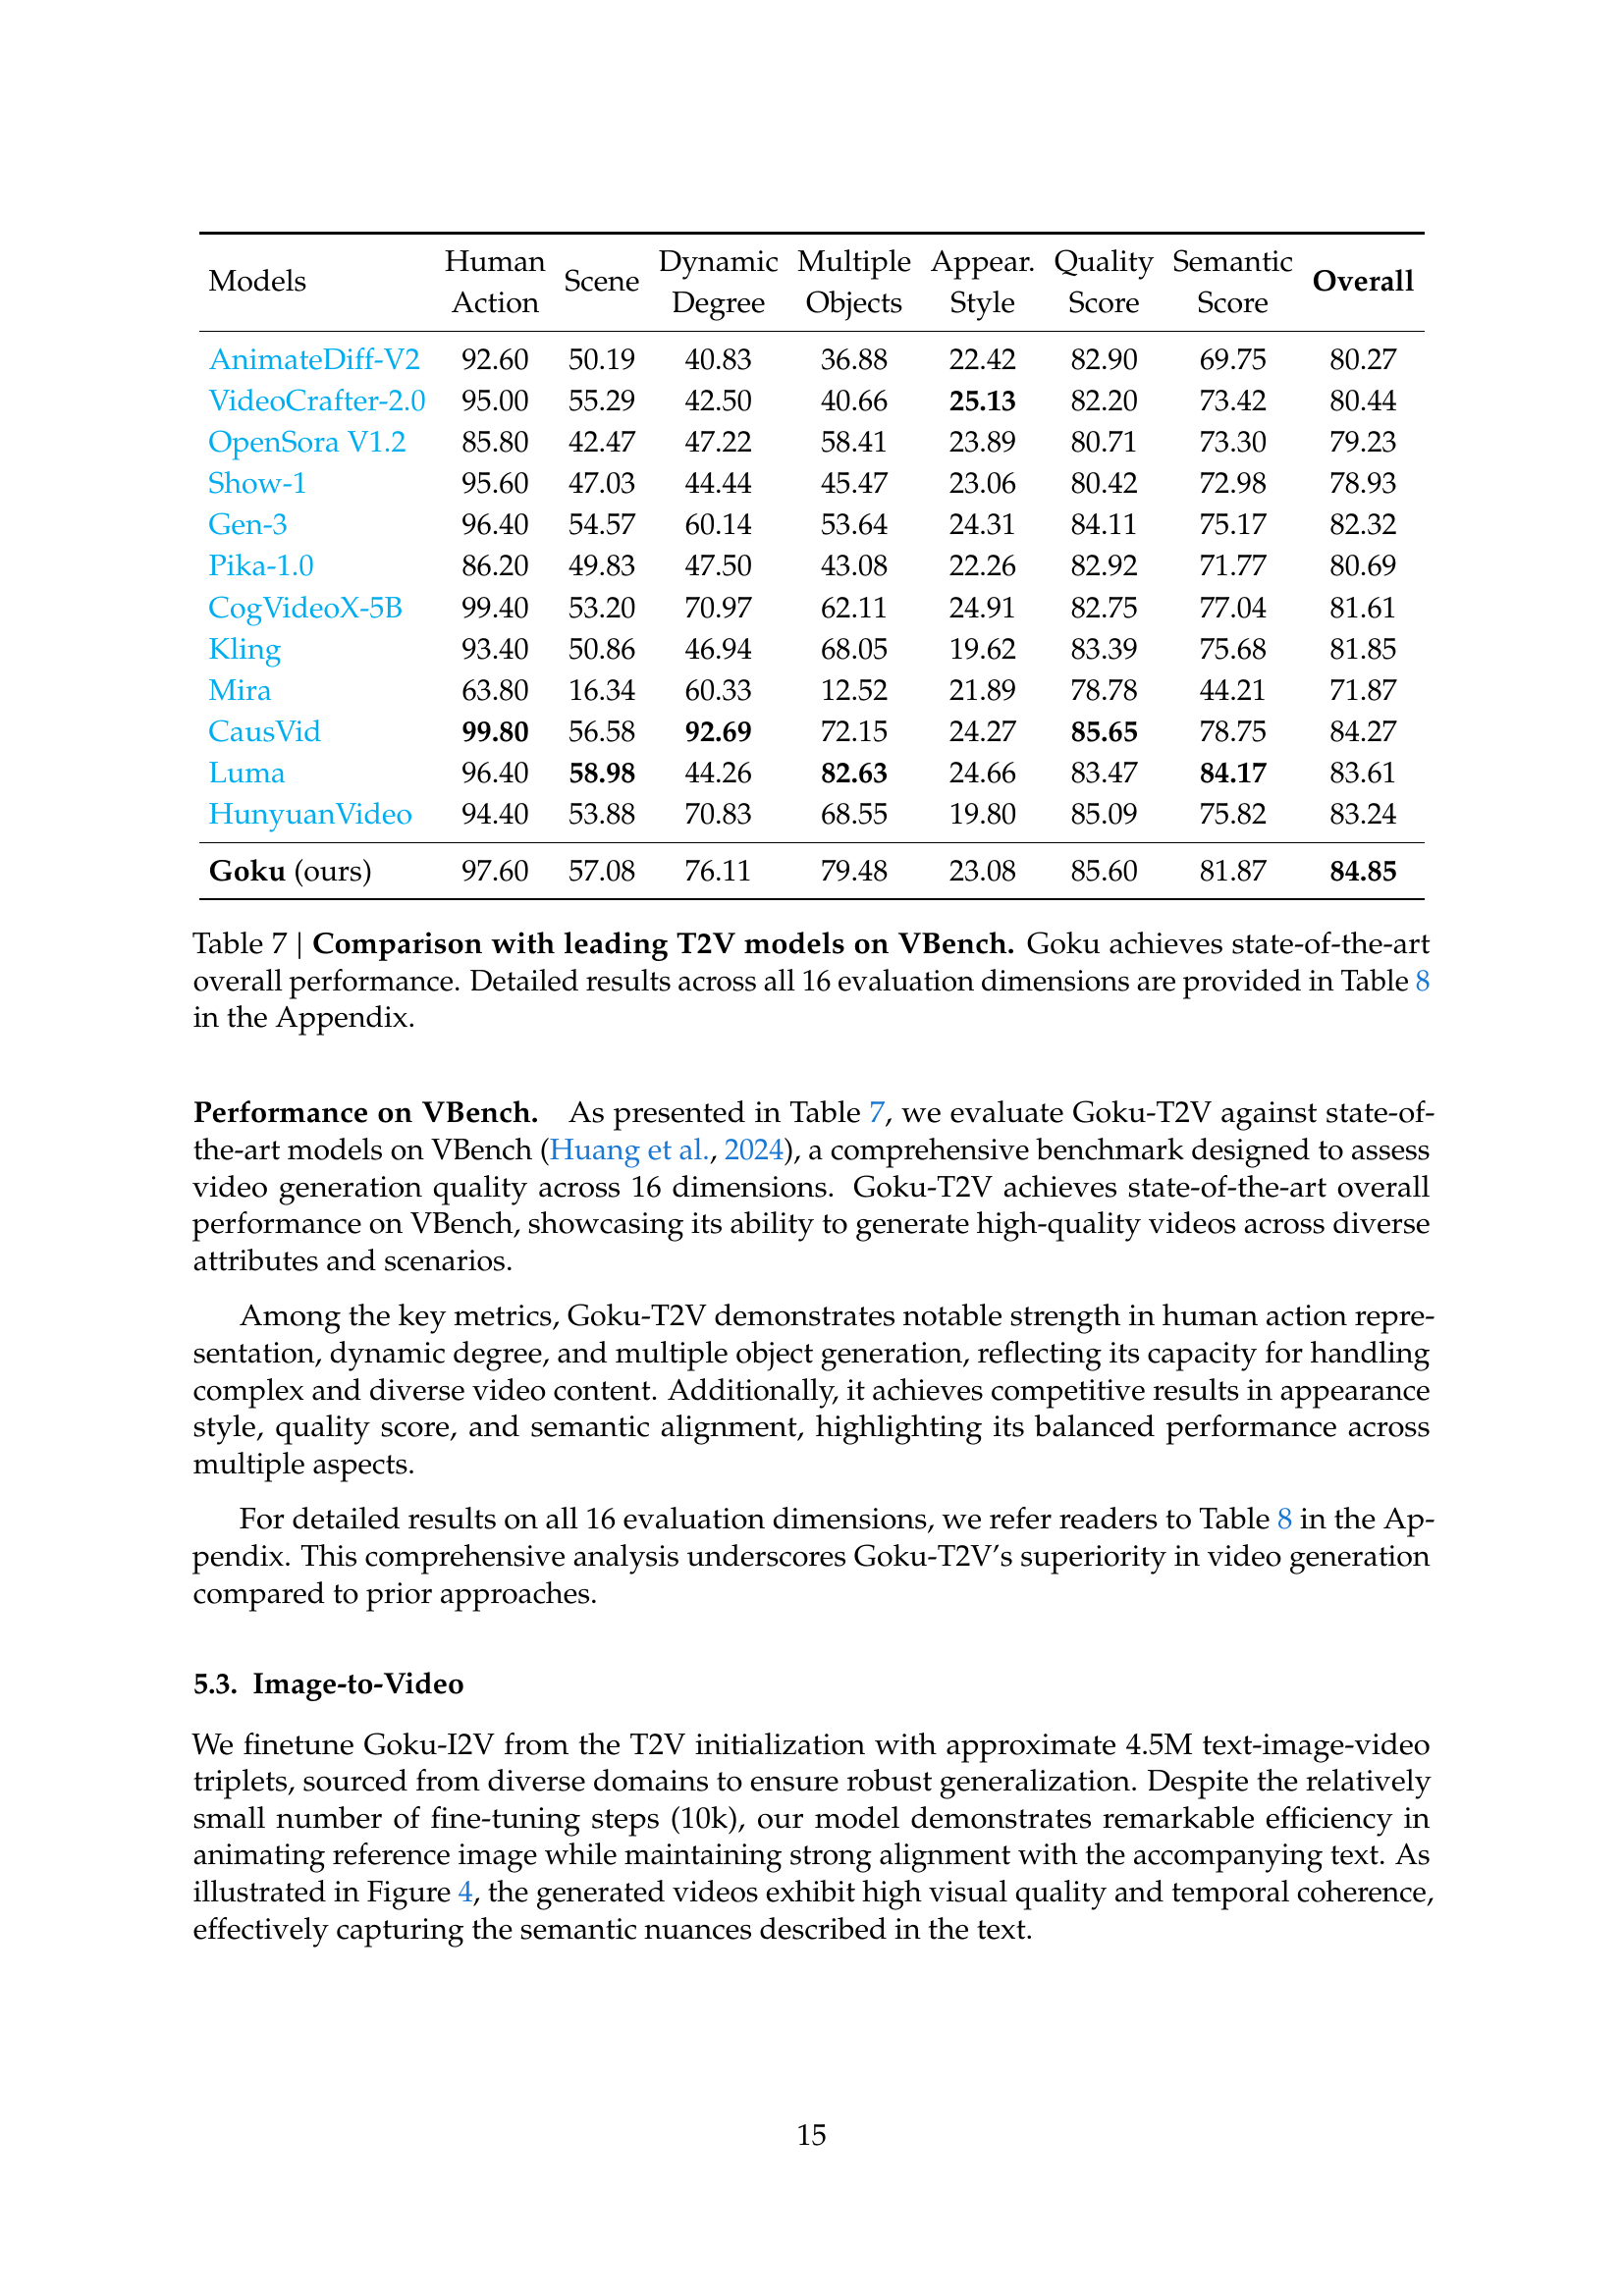 Models Human Action Scene Dynamic Degree Multiple Objects Appear. Style Quality Score Semantic Score Overall
AnimateDiff-V2 92.60 50.19 40.83 36.88 22.42 82.90 69.75 80.27
VideoCrafter-2.0 95.00 55.29 42.50 40.66 25.13 82.20 73.42 80.44
OpenSora V1.2 85.80 42.47 47.22 58.41 23.89 80.71 73.30 79.23
Show-1 95.60 47.03 44.44 45.47 23.06 80.42 72.98 78.93
Gen-3 96.40 54.57 60.14 53.64 24.31 84.11 75.17 82.32
Pika-1.0 86.20 49.83 47.50 43.08 22.26 82.92 71.77 80.69
CogVideoX-5B 99.40 53.20 70.97 62.11 24.91 82.75 77.04 81.61
Kling 93.40 50.86 46.94 68.05 19.62 83.39 75.68 81.85
Mira 63.80 16.34 60.33 12.52 21.89 78.78 44.21 71.87
CausVid 99.80 56.58 92.69 72.15 24.27 85.65 78.75 84.27
Luma 96.40 58.98 44.26 82.63 24.66 83.47 84.17 83.61
HunyuanVideo 94.40 53.88 70.83 68.55 19.80 85.09 75.82 83.24
Goku (ours) 97.60 57.08 76.11 79.48 23.08 85.60 81.87 84.85
Table 7 | Comparison with leading T2V models on VBench. Goku achieves state-of-the-art
overall performance. Detailed results across all 16 evaluation dimensions are provided in Table 8
in the Appendix.
Performance on VBench. As presented in Table 7, we evaluate Goku-T2V against state-of-
the-art models on VBench (Huang et al., 2024), a comprehensive benchmark designed to assess
video generation quality across 16 dimensions. Goku-T2V achieves state-of-the-art overall
performance on VBench, showcasing its ability to generate high-quality videos across diverse
attributes and scenarios.
Among the key metrics, Goku-T2V demonstrates notable strength in human action repre-
sentation, dynamic degree, and multiple object generation, reflecting its capacity for handling
complex and diverse video content. Additionally, it achieves competitive results in appearance
style, quality score, and semantic alignment, highlighting its balanced performance across
multiple aspects.
For detailed results on all 16 evaluation dimensions, we refer readers to Table 8 in the Ap-
pendix. This comprehensive analysis underscores Goku-T2V's superiority in video generation
compared to prior approaches.
5.3. Image-to-Video
We finetune Goku-I2V from the T2V initialization with approximate 4.5M text-image-video
triplets, sourced from diverse domains to ensure robust generalization. Despite the relatively
small number of fine-tuning steps (10k), our model demonstrates remarkable efficiency in
animating reference image while maintaining strong alignment with the accompanying text. As
illustrated in Figure 4, the generated videos exhibit high visual quality and temporal coherence,
effectively capturing the semantic nuances described in the text.
15